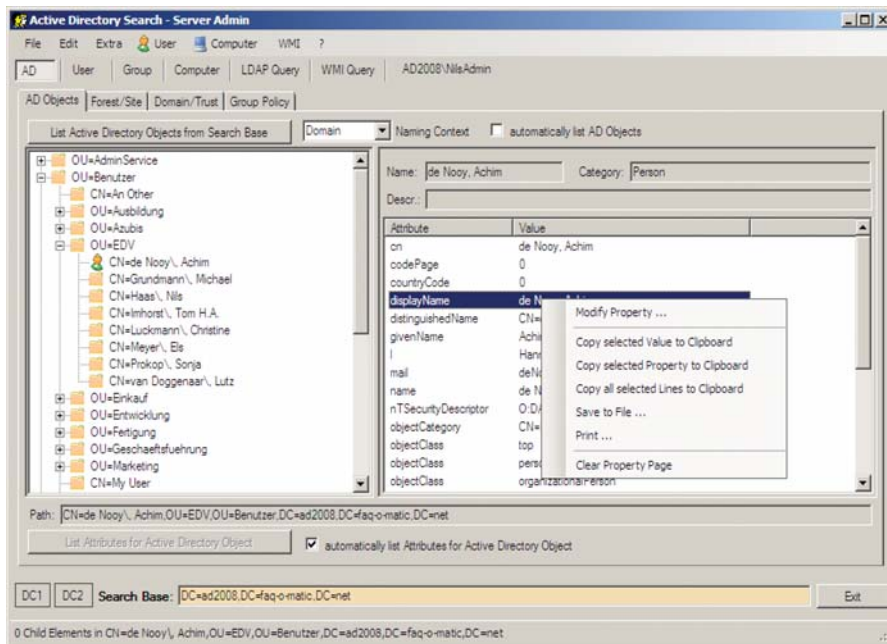 Active Directory Search - Server Admin
File Edit Extra User Computer WMI ?
AD User Group Computer LDAP Query WMI Query AD2008\NilsAdmin
AD Objects Forest/Site Domain/Trust Group Policy
List Active Directory Objects from Search Base Domain Naming Context automatically list AD Objects
OU=AdminService
OU=Benutzer
CN=An Other
OU=Ausbildung
OU=Azubis
OU=EDV
CN=de Nooy\, Achim
CN=Grundmann\, Michael
CN=Haas\, Nils
CN=Imhorst\, Tom H.A.
CN=Luckmann\, Christine
CN=Meyer\, Els
CN=Prokop\, Sonja
CN=van Doggenaar\, Lutz
OU=Einkauf
OU=Entwicklung
OU=Fertigung
OU=Geschaeftsfuehrung
OU=Marketing
CN=My User
Name: de Nooy, Achim Category: Person
Descr.:
Attribute Value
cn de Nooy, Achim
codePage 0
countryCode 0
displayName de
distinguishedName CN=
givenName Achi
l Hann
mail deNo
name de N
nTSecurityDescriptor O:DA
objectCategory CN=
objectClass top
objectClass perso
objectClass organizationalPerson
Modify Property ...
Copy selected Value to Clipboard
Copy selected Property to Clipboard
Copy all selected Lines to Clipboard
Save to File ...
Print ...
Clear Property Page
Path: CN=de Nooy\, Achim,OU=EDV,OU=Benutzer,DC=ad2008,DC=faq-o-matic,DC=net
List Attributes for Active Directory Object automatically list Attributes for Active Directory Object
DC1 DC2 Search Base: DC=ad2008,DC=faq-o-matic,DC=net Exit
0 Child Elements in CN=de Nooy\, Achim,OU=EDV,OU=Benutzer,DC=ad2008,DC=faq-o-matic,DC=net